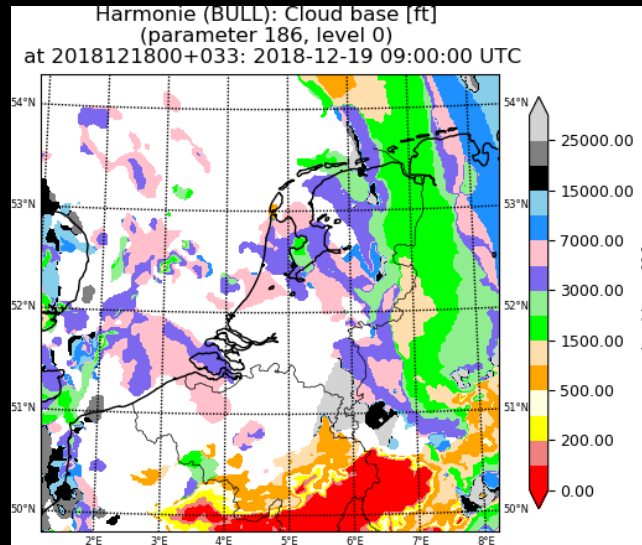 Harmonie (BULL): Cloud base [ft]
(parameter 186, level 0)
at 2018121800+033: 2018-12-19 09:00:00 UTC
54°N
54°N
25000.00
15000.00
53°N
53°N
7000.00
3000.00
52°N
52°N
1500.00
500.00
51°N
51°N
200.00
0.00
50°N
50°N
2°E
3°E
4°E
5°E
6°E
7°E
8°E